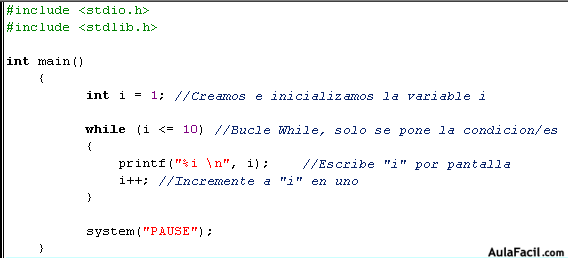 #include <stdio.h>
#include <stdlib.h>
int main()
{
int i = 1; //Creamos e inicializamos la variable i
while (i <= 10) //Bucle While, solo se pone la condicion/es
{
printf("%i \n", i); //Escribe "i" por pantalla
i++; //Incremente a "i" en uno
}
system("PAUSE");
}
AulaFacil.com